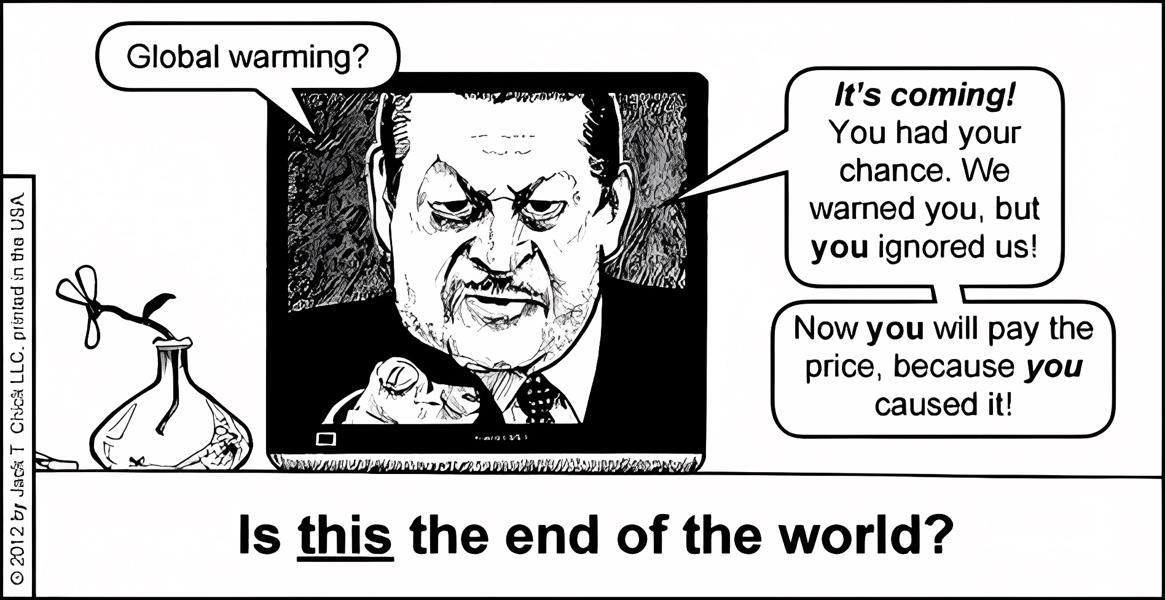 Global warming?
It's coming!
You had your
chance. We
warned you, but
you ignored us!
Now you will pay the
price, because you
caused it!
© 2012 by Jack T Chick LLC. printed in the USA
Is this the end of the world?